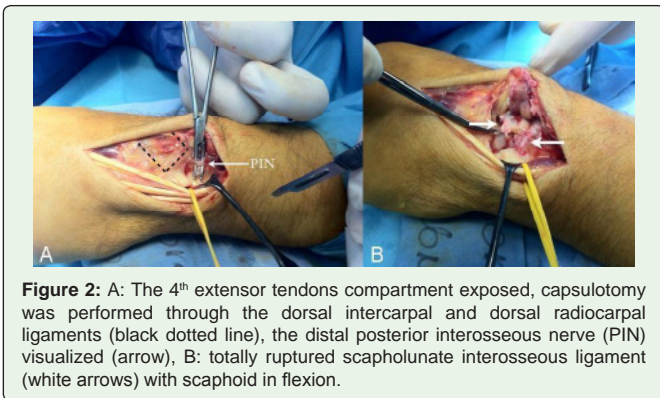 PIN
A
B
Figure 2: A: The 4th extensor tendons compartment exposed, capsulotomy
was performed through the dorsal intercarpal and dorsal radiocarpal
ligaments (black dotted line), the distal posterior interosseous nerve (PIN)
visualized (arrow), B: totally ruptured scapholunate interosseous ligament
(white arrows) with scaphoid in flexion.